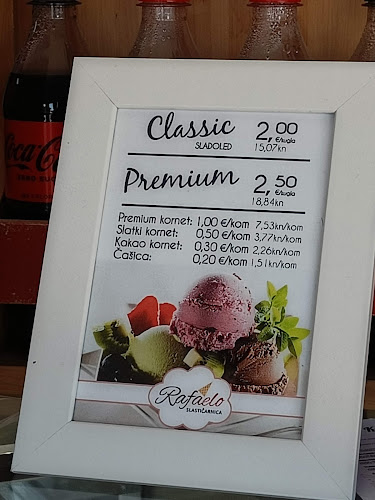 Coca-Cola
ZERO SUGAR
Classic 2,00
SLADOLED €/kugla
15,07kn
Premium 2,50
€/kugla
18,84kn
Premium kornet: 1,00 €/kom 7,53kn/kom
Slatki kornet: 0,50 €/kom 3,77kn/kom
Kakao kornet: 0,30 €/kom 2,26kn/kom
Čašica: 0,20 €/kom 1,51kn/kom
Rafaelo
SLASTIČARNICA